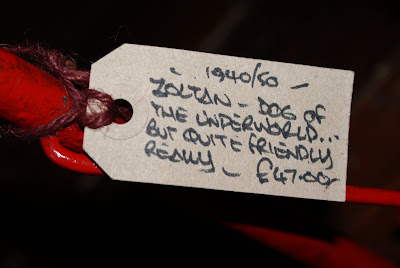 - 1940/50 -
ZOLTAN - DOG OF
THE UNDERWORLD...
BUT QUITE FRIENDLY
REALLY - £47.00